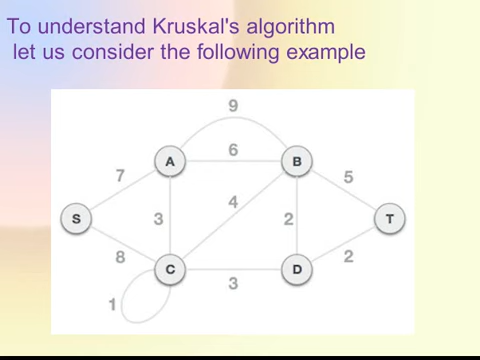 To understand Kruskal's algorithm
let us consider the following example
9
A
6
B
7
5
4
S
3
2
T
8
C
D
2
3
1